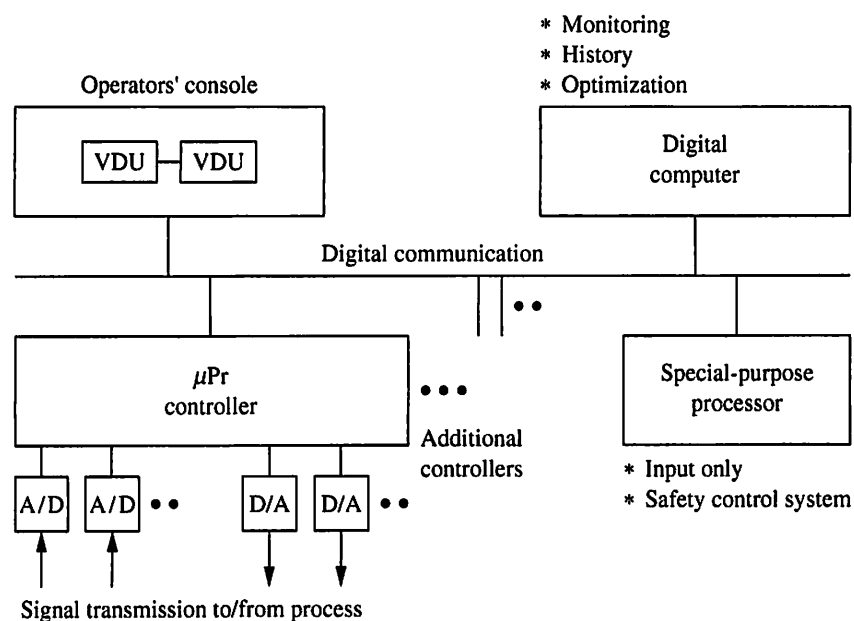 * Monitoring
* History
* Optimization
Operators' console
VDU VDU
Digital
computer
Digital communication
μPr
controller
Special-purpose
processor
Additional
controllers
A/D A/D D/A D/A
* Input only
* Safety control system
Signal transmission to/from process